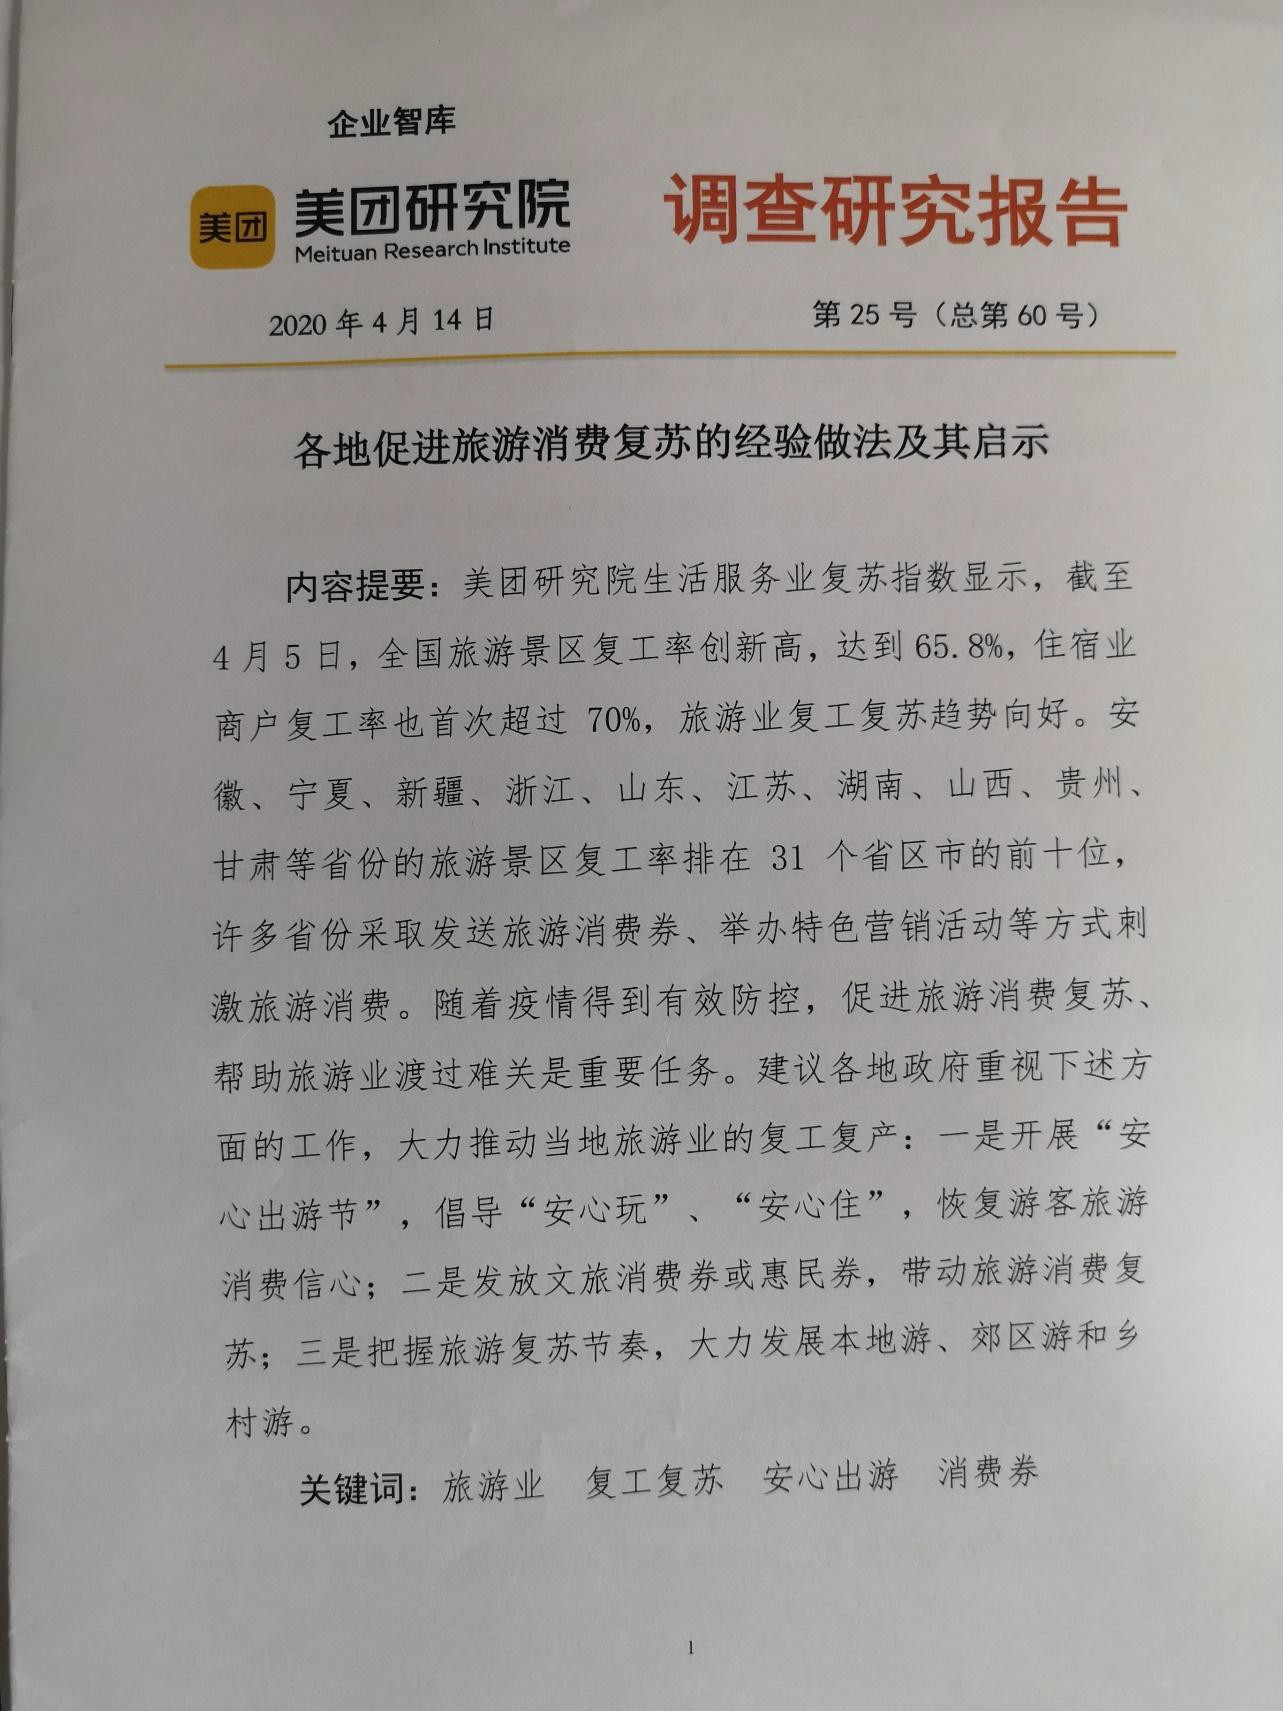 企业智库
美团
美团研究院
Meituan Research Institute
调查研究报告
2020 年 4 月 14 日
第 25 号（总第 60 号）
各地促进旅游消费复苏的经验做法及其启示
内容提要：美团研究院生活服务业复苏指数显示，截至
4 月 5 日，全国旅游景区复工率创新高，达到 65.8%，住宿业
商户复工率也首次超过 70%，旅游业复工复苏趋势向好。安
徽、宁夏、新疆、浙江、山东、江苏、湖南、山西、贵州、
甘肃等省份的旅游景区复工率排在 31 个省区市的前十位，
许多省份采取发送旅游消费券、举办特色营销活动等方式刺
激旅游消费。随着疫情得到有效防控，促进旅游消费复苏、
帮助旅游业渡过难关是重要任务。建议各地政府重视下述方
面的工作，大力推动当地旅游业的复工复产：一是开展“安
心出游节”，倡导“安心玩”、“安心住”，恢复游客旅游
消费信心；二是发放文旅消费券或惠民券，带动旅游消费复
苏；三是把握旅游复苏节奏，大力发展本地游、郊区游和乡
村游。
关键词：旅游业 复工复苏 安心出游 消费券
1